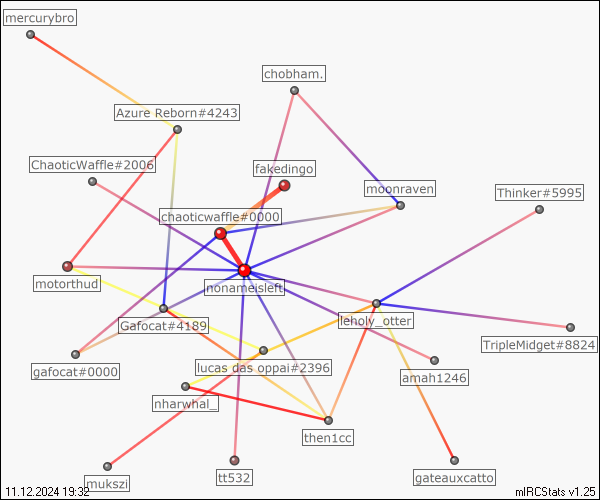 mercurybro
chobham.
Azure Reborn#4243
ChaoticWaffle#2006
fakedingo
moonraven
Thinker#5995
chaoticwaffle#0000
motorthud
nonameisleft
Gafocat#4189
leholy_otter
TripleMidget#8824
gafocat#0000
lucas das oppai#2396
amah1246
nharwhal_
then1cc
mukszi
tt532
gateauxcatto
11.12.2024 19:32
mIRCStats v1.25